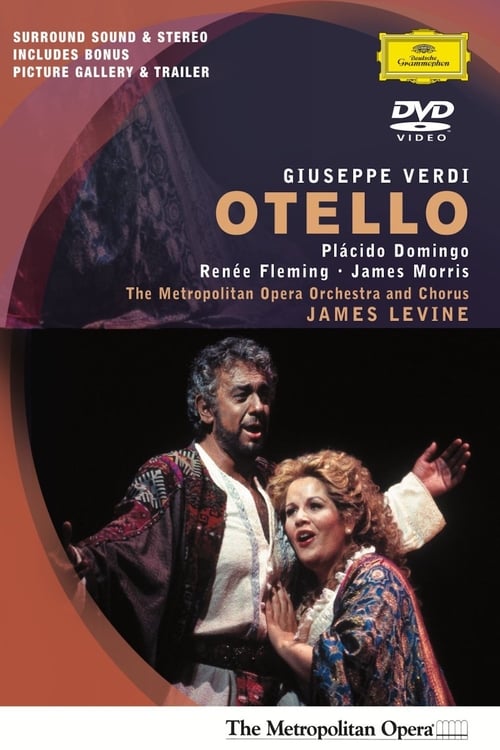 SURROUND SOUND & STEREO
INCLUDES BONUS
PICTURE GALLERY & TRAILER
Deutsche
Grammophon
DVD
VIDEO
GIUSEPPE VERDI
OTELLO
Plácido Domingo
Renée Fleming · James Morris
The Metropolitan Opera Orchestra and Chorus
JAMES LEVINE
The Metropolitan Opera